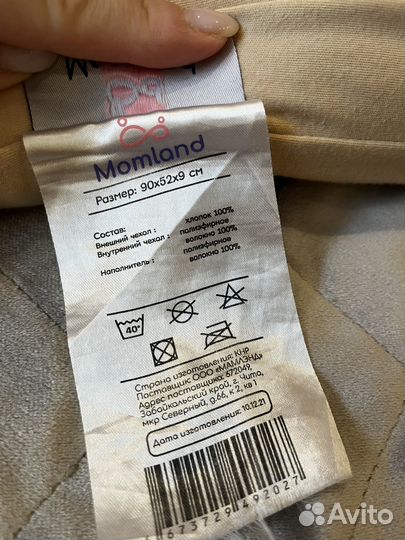 Momland
Размер: 90х52х9 см
Состав:
Внешний чехол : хлопок 100%
Внутренний чехол : полиэфирное
волокно 100%
Наполнитель : полиэфирное
волокно 100%
40°
Страна изготовления: КНР
Поставщик: ООО «МАМЛЭНД»
Адрес поставщика: 672049,
Забайкальский край, г. Чита,
мкр Северный, д.66, к 2, кв 1
Дата изготовления: 10.12.21
673729 492027
Avito